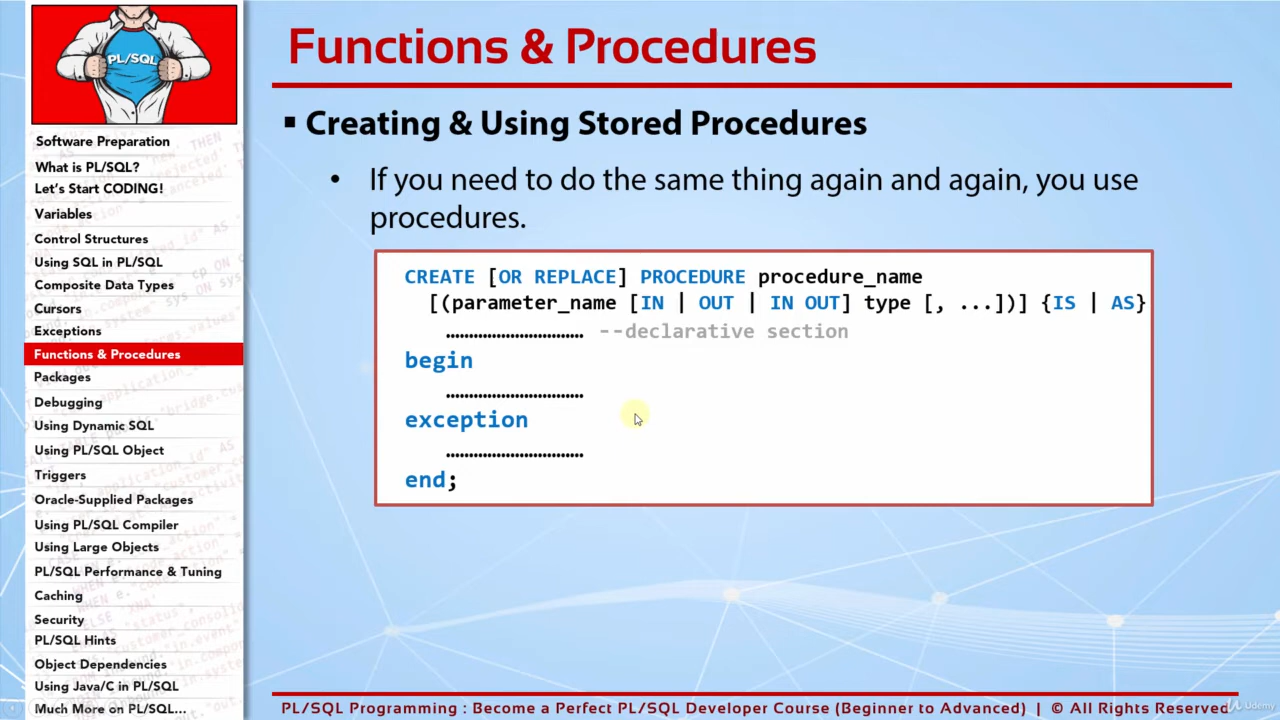 PL/SQL
Software Preparation
What is PL/SQL?
Let's Start CODING!
Variables
Control Structures
Using SQL in PL/SQL
Composite Data Types
Cursors
Exceptions
Functions & Procedures
Packages
Debugging
Using Dynamic SQL
Using PL/SQL Object
Triggers
Oracle-Supplied Packages
Using PL/SQL Compiler
Using Large Objects
PL/SQL Performance & Tuning
Caching
Security
PL/SQL Hints
Object Dependencies
Using Java/C in PL/SQL
Much More on PL/SQL...
Functions & Procedures
▪ Creating & Using Stored Procedures
• If you need to do the same thing again and again, you use
procedures.
CREATE [OR REPLACE] PROCEDURE procedure_name
[(parameter_name [IN | OUT | IN OUT] type [, ...])] {IS | AS}
.............................. --declarative section
begin
..............................
exception
..............................
end;
PL/SQL Programming : Become a Perfect PL/SQL Developer Course (Beginner to Advanced) | © All Rights Reserved
Udemy